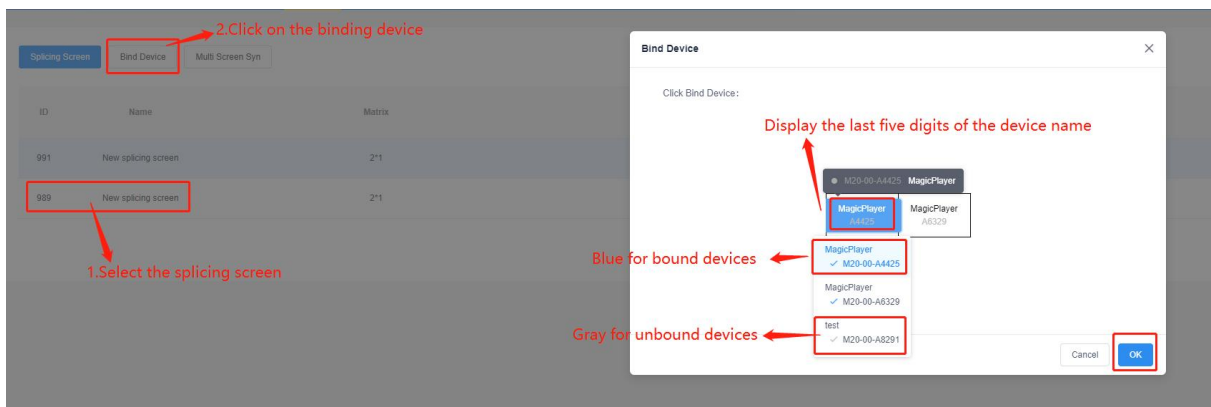 2.Click on the binding device
Splicing Screen
Bind Device
Multi Screen Syn
ID
Name
Matrix
991
New splicing screen
2*1
989
New splicing screen
2*1
1.Select the splicing screen
Bind Device
Click Bind Device:
Display the last five digits of the device name
M20-00-A4425 MagicPlayer
MagicPlayer
A4425
MagicPlayer
A6329
Blue for bound devices
MagicPlayer
M20-00-A4425
MagicPlayer
M20-00-A6329
Gray for unbound devices
test
M20-00-A8291
Cancel
OK